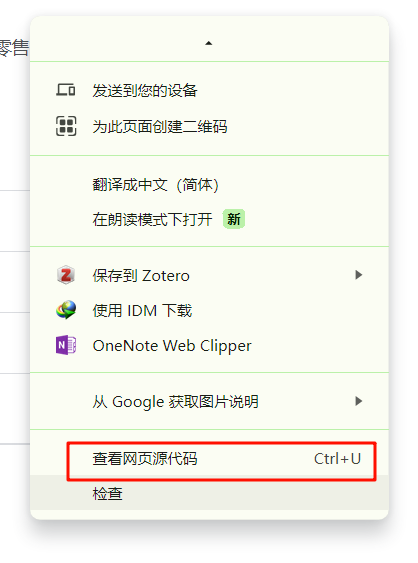 零售
发送到您的设备
为此页面创建二维码
翻译成中文（简体）
在朗读模式下打开 新
保存到 Zotero
使用 IDM 下载
OneNote Web Clipper
从 Google 获取图片说明
查看网页源代码 Ctrl+U
检查